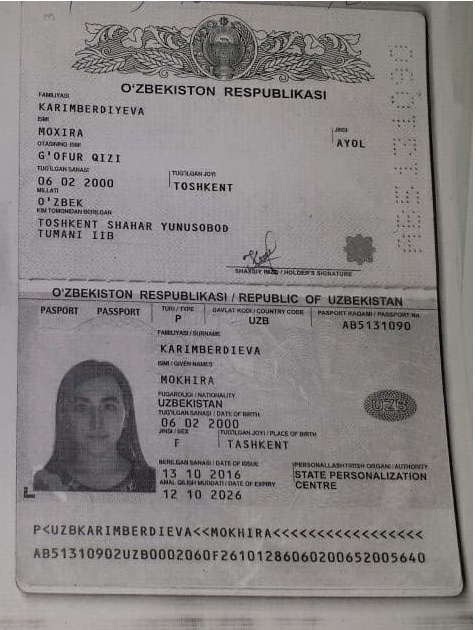 O'ZBEKISTON RESPUBLIKASI
FAMILIYASI
KARIMBERDIYEVA
ISMI
MOXIRA
JINSI
AYOL
OTASINING ISMI
G'OFUR QIZI
TUG'ILGAN SANASI
TUG'ILGAN JOYI
06 02 2000
TOSHKENT
MILLATI
O'ZBEK
KIM TOMONIDAN BERILGAN
TOSHKENT SHAHAR YUNUSOBOD
TUMANI IIB
SHAXSIY IMZO / HOLDER'S SIGNATURE
AB5131090
O'ZBEKISTON RESPUBLIKASI / REPUBLIC OF UZBEKISTAN
PASPORT PASSPORT
TURI / TYPE
P
DAVLAT KODI / COUNTRY CODE
UZB
PASPORT RAQAMI / PASSPORT No
AB5131090
FAMILIYASI / SURNAME
KARIMBERDIEVA
ISMI / GIVEN NAMES
MOKHIRA
FUQAROLIGI / NATIONALITY
UZBEKISTAN
TUG'ILGAN SANASI / DATE OF BIRTH
06 02 2000
JINSI / SEX
TUG'ILGAN JOYI / PLACE OF BIRTH
F
TASHKENT
BERILGAN SANASI / DATE OF ISSUE
13 10 2016
PERSONALLASHTIRISH ORGANI / AUTHORITY
STATE PERSONALIZATION
CENTRE
AMAL QILISH MUDDATI / DATE OF EXPIRY
12 10 2026
UZB
P<UZBKARIMBERDIEVA<<MOKHIRA<<<<<<<<<<<<<<<<<
AB51310902UZB0002060F26101286060200652005640